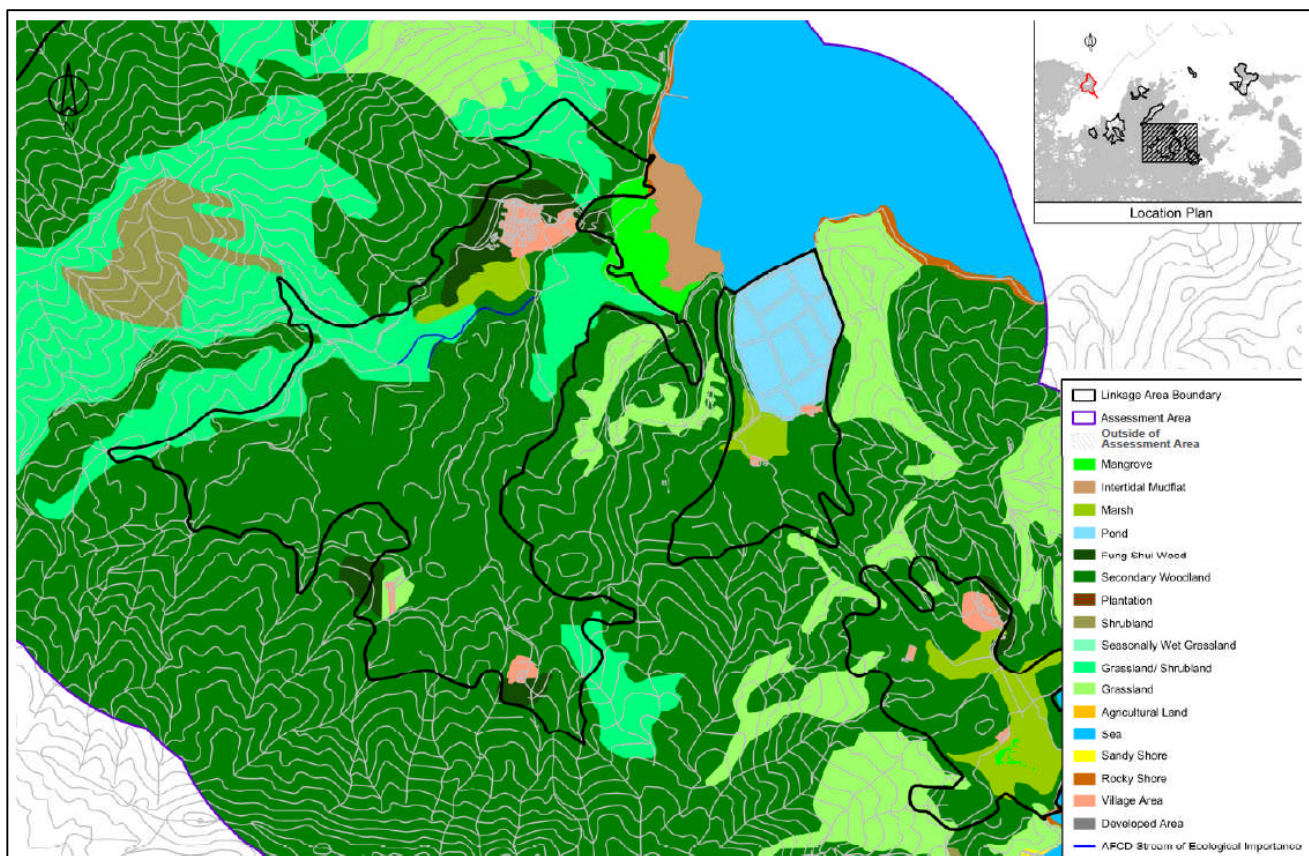 N
Location Plan
Linkage Area Boundary
Assessment Area
Outside of
Assessment Area
Mangrove
Intertidal Mudflat
Marsh
Pond
Fung Shui Wood
Secondary Woodland
Plantation
Shrubland
Seasonally Wet Grassland
Grassland/ Shrubland
Grassland
Agricultural Land
Sea
Sandy Shore
Rocky Shore
Village Area
Developed Area
AFCD Stream of Ecological Importance